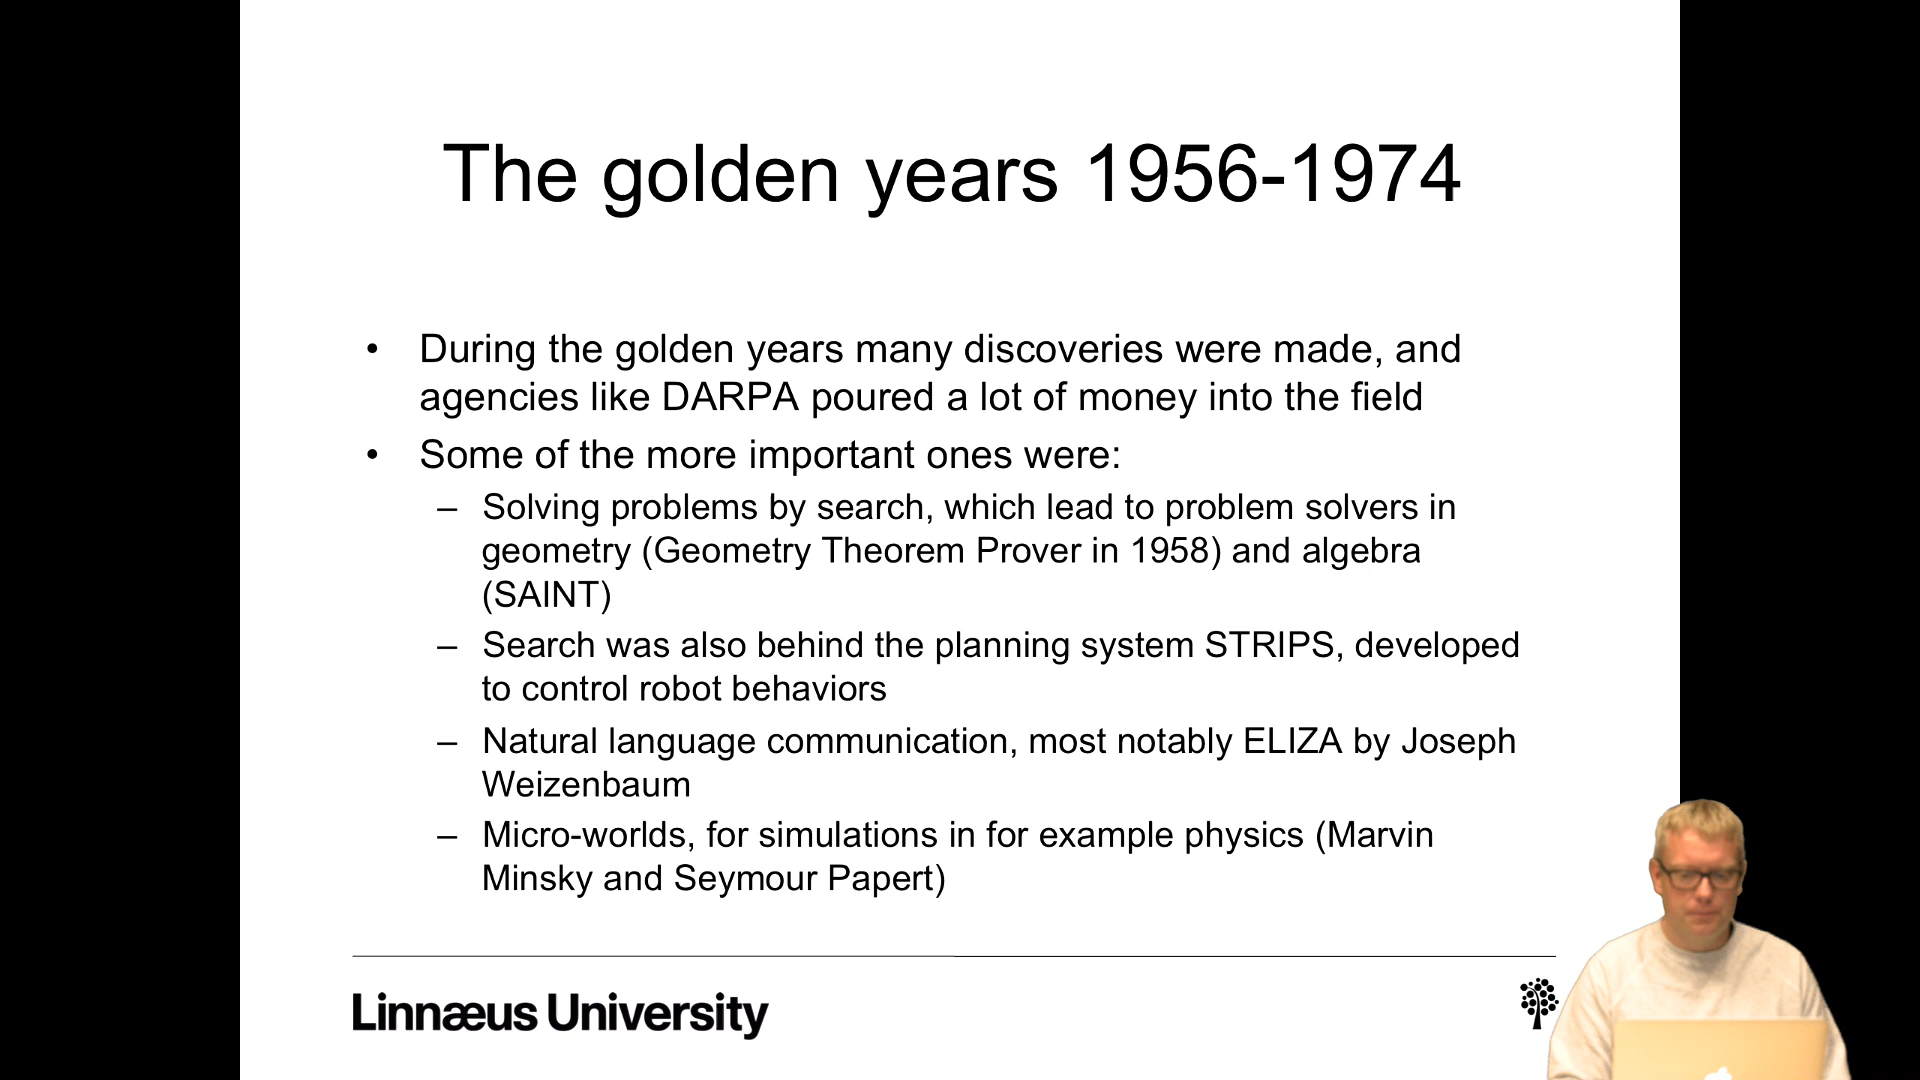 The golden years 1956-1974
• During the golden years many discoveries were made, and
agencies like DARPA poured a lot of money into the field
• Some of the more important ones were:
– Solving problems by search, which lead to problem solvers in
geometry (Geometry Theorem Prover in 1958) and algebra
(SAINT)
– Search was also behind the planning system STRIPS, developed
to control robot behaviors
– Natural language communication, most notably ELIZA by Joseph
Weizenbaum
– Micro-worlds, for simulations in for example physics (Marvin
Minsky and Seymour Papert)
Linnæus University